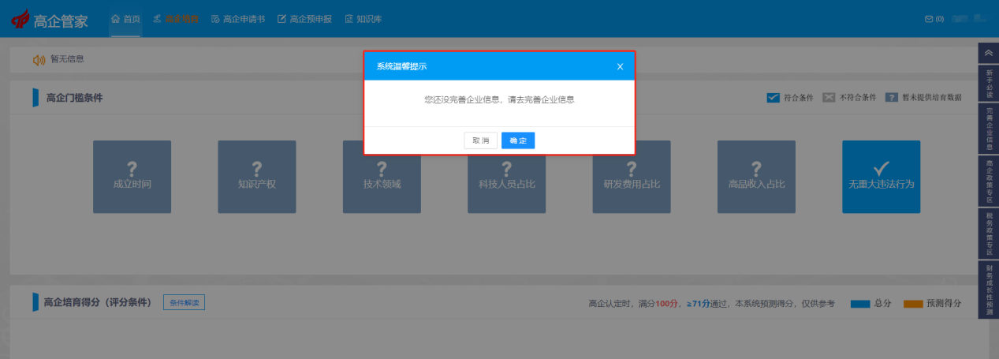 高企管家 首页 高企培育 高企申请书 高企预申报 知识库 (0)
暂无信息
系统温馨提示 X
您还没完善企业信息，请去完善企业信息
取消 确定
高企门槛条件 符合条件 不符合条件 ? 暂未提供培育数据
? ? ? ? ? ?
成立时间 知识产权 技术领域 科技人员占比 研发费用占比 高品收入占比 无重大违法行为
高企培育得分（评分条件） 条件解读 高企认定时，满分100分，≥71分通过，本系统预测得分，仅供参考 总分 预测得分
新手必读
完善企业信息
高企政策专区
税务政策专区
财务成长性预测